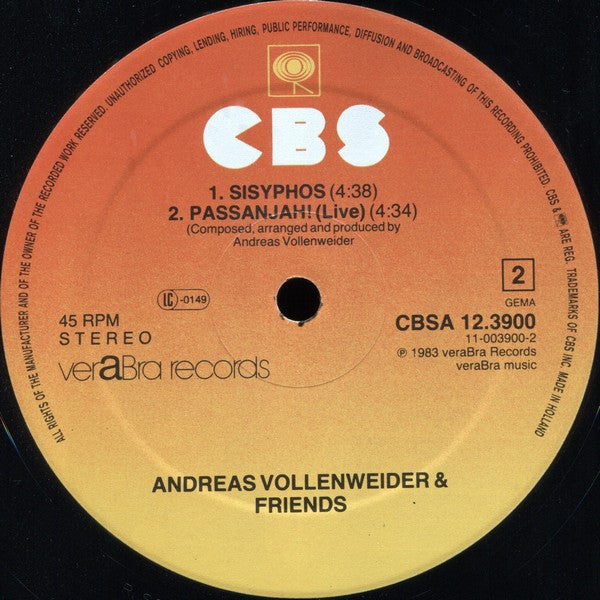 ALL RIGHTS OF THE MANUFACTURER AND OF THE OWNER OF THE RECORDED WORK RESERVED. UNAUTHORIZED COPYING, LENDING, HIRING, PUBLIC PERFORMANCE, DIFFUSION AND BROADCASTING OF THIS RECORDING PROHIBITED. CBS & ARE REG. TRADEMARKS OF CBS INC. MADE IN HOLLAND
CBS
1. SISYPHOS (4:38)
2. PASSANJAH! (Live) (4:34)
(Composed, arranged and produced by
Andreas Vollenweider)
LC -0149
2
GEMA
45 RPM
STEREO
CBSA 12.3900
11-003900-2
℗ 1983 veraBra Records
veraBra music
veraBra records
ANDREAS VOLLENWEIDER &
FRIENDS